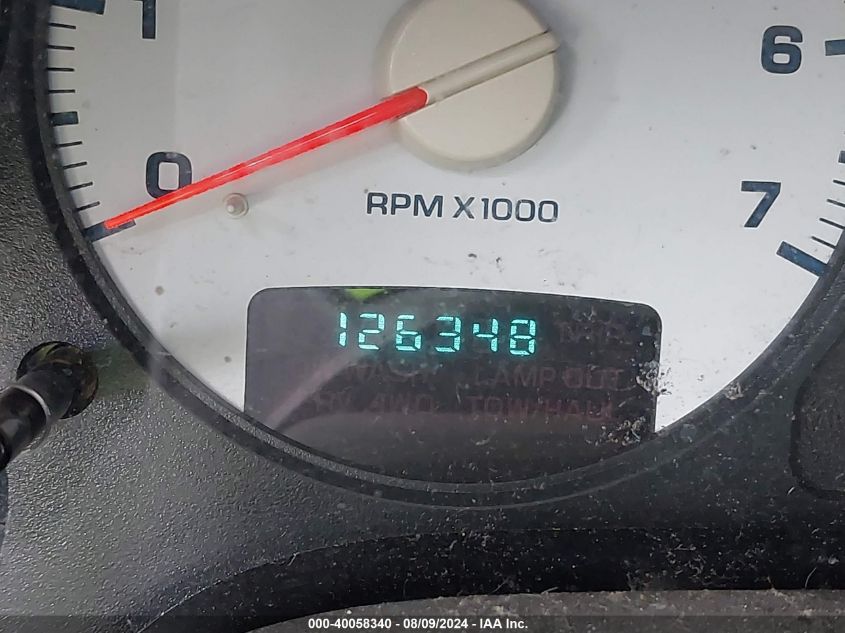 1
6
0
7
RPM X1000
126348
LAMP OUT
TOW/HAUL
000-40058340 - 08/09/2024 - IAA Inc.